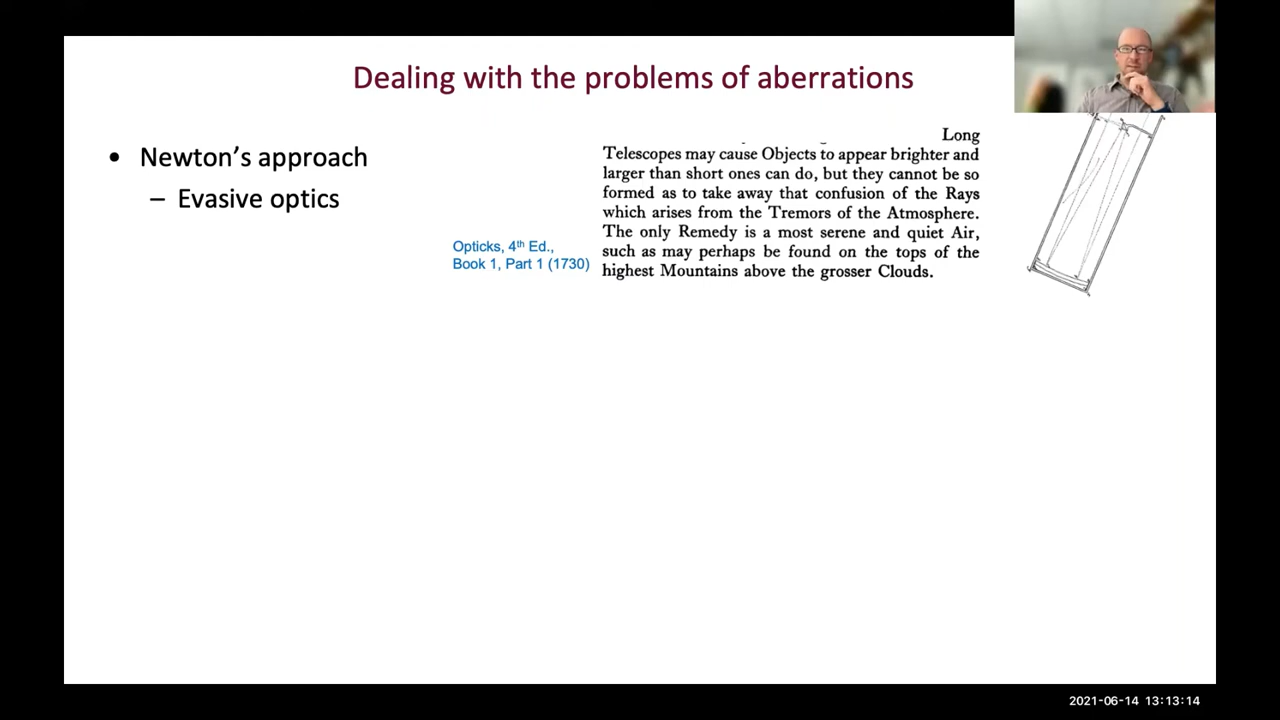 Dealing with the problems of aberrations
• Newton's approach
– Evasive optics
Opticks, 4th Ed.,
Book 1, Part 1 (1730)
Long
Telescopes may cause Objects to appear brighter and
larger than short ones can do, but they cannot be so
formed as to take away that confusion of the Rays
which arises from the Tremors of the Atmosphere.
The only Remedy is a most serene and quiet Air,
such as may perhaps be found on the tops of the
highest Mountains above the grosser Clouds.
2021-06-14 13:13:14